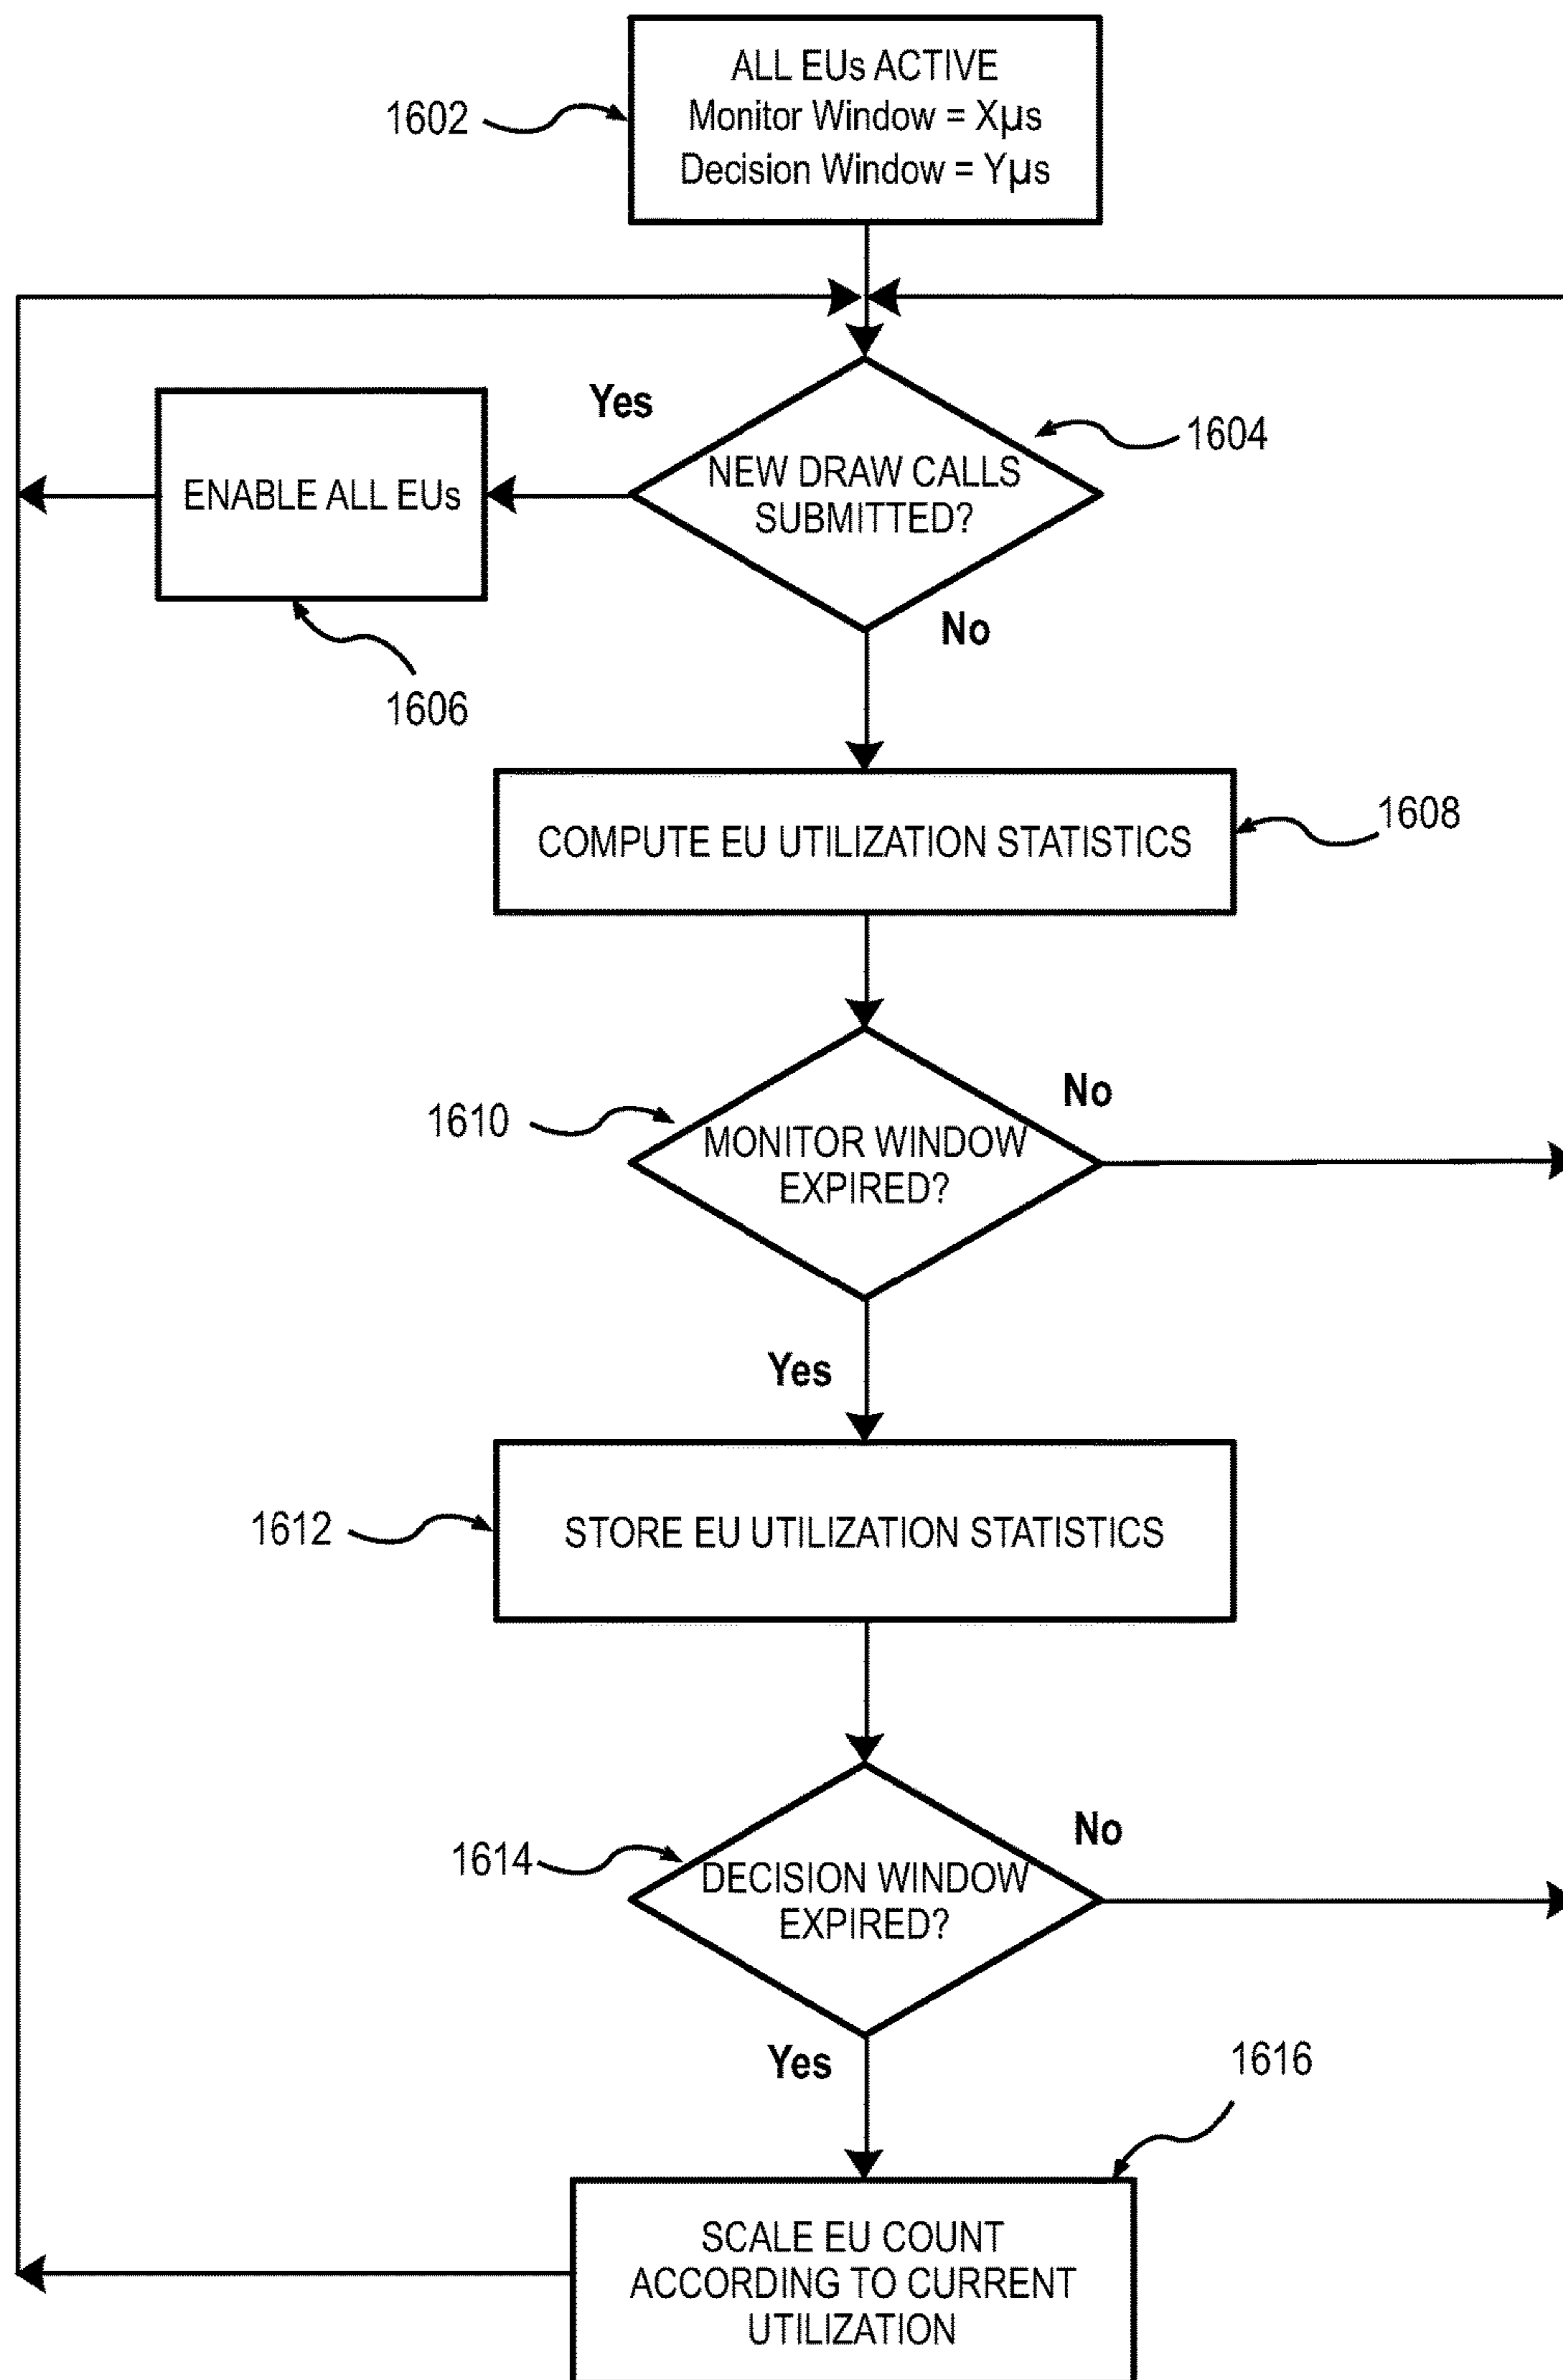 ALL EUs ACTIVE
Monitor Window = Xμs
Decision Window = Yμs
1602
Yes
1604
NEW DRAW CALLS
SUBMITTED?
ENABLE ALL EUs
No
1606
COMPUTE EU UTILIZATION STATISTICS
1608
No
1610
MONITOR WINDOW
EXPIRED?
Yes
1612
STORE EU UTILIZATION STATISTICS
No
1614
DECISION WINDOW
EXPIRED?
Yes
1616
SCALE EU COUNT
ACCORDING TO CURRENT
UTILIZATION